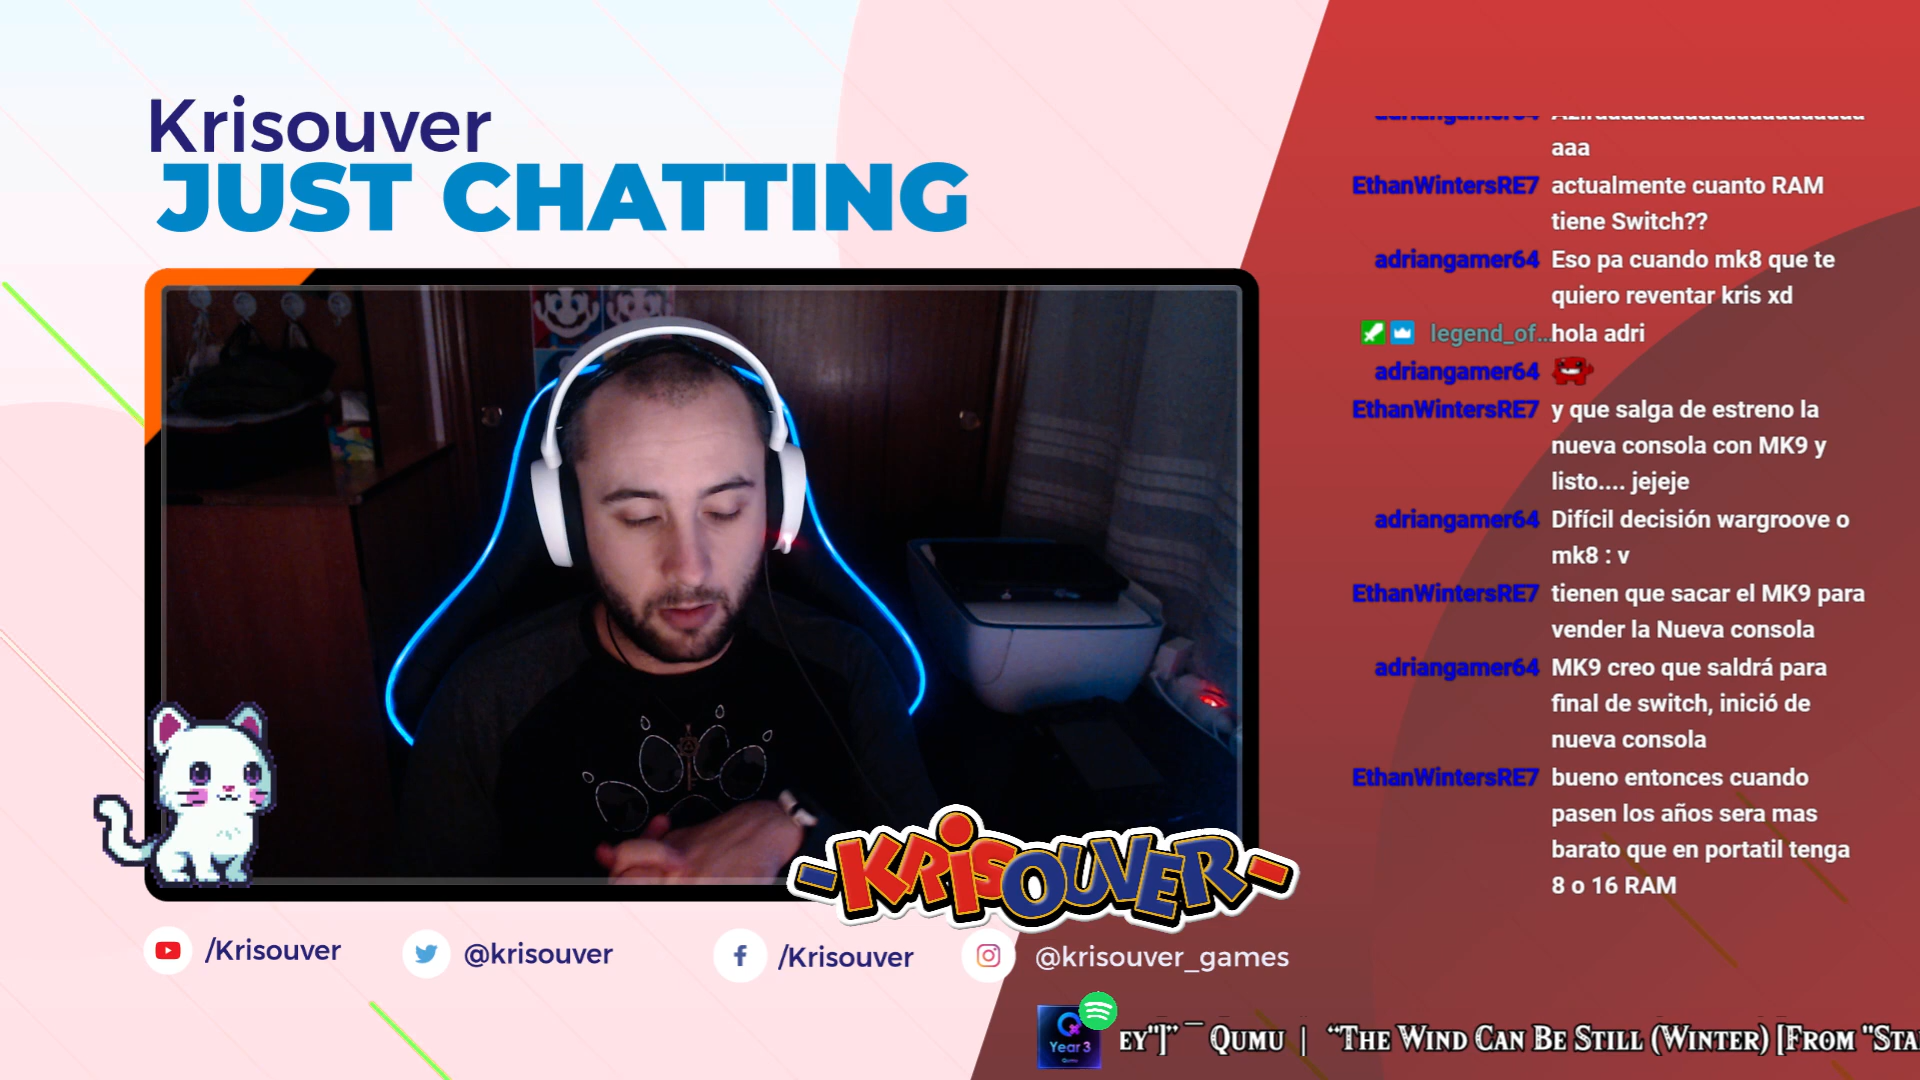 Krisouver
JUST CHATTING
aaa
EthanWintersRE7 actualmente cuanto RAM
tiene Switch??
adriangamer64 Eso pa cuando mk8 que te
quiero reventar kris xd
legend_of... hola adri
adriangamer64
EthanWintersRE7 y que salga de estreno la
nueva consola con MK9 y
listo.... jejeje
adriangamer64 Difícil decisión wargroove o
mk8 : v
EthanWintersRE7 tienen que sacar el MK9 para
vender la Nueva consola
adriangamer64 MK9 creo que saldrá para
final de switch, inició de
nueva consola
EthanWintersRE7 bueno entonces cuando
pasen los años sera mas
barato que en portatil tenga
8 o 16 RAM
-KRISOUVER-
/Krisouver
@krisouver
/Krisouver
@krisouver_games
Year 3
Qumu
EY"]” ¯ QUMU | “THE WIND CAN BE STILL (WINTER) [FROM "STA